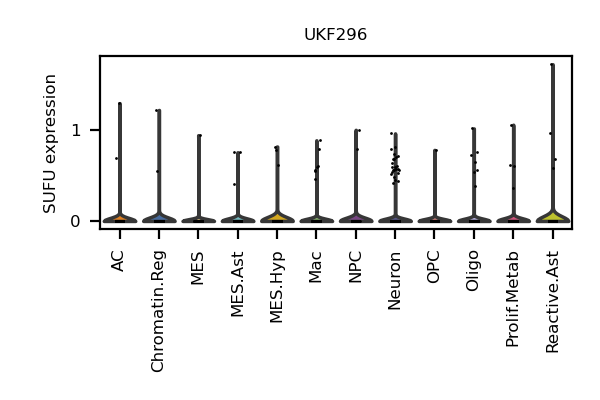 UKF296
SUFU expression
1
0
AC
Chromatin.Reg
MES
MES.Ast
MES.Hyp
Mac
NPC
Neuron
OPC
Oligo
Prolif.Metab
Reactive.Ast